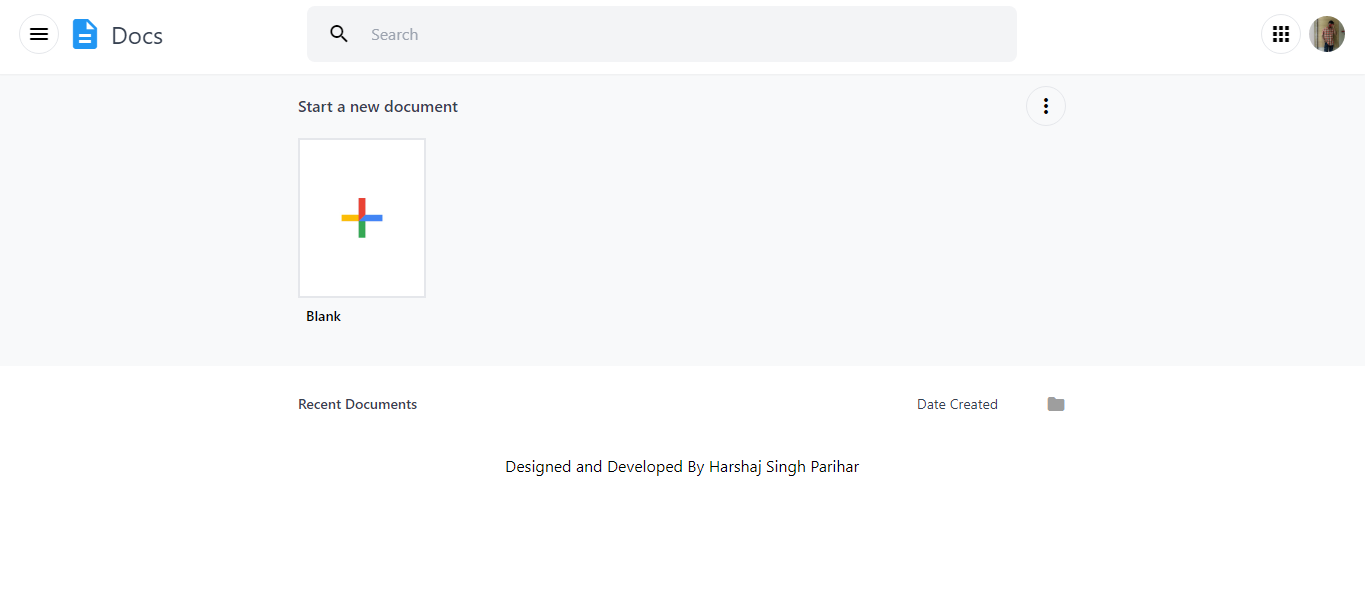 Docs
Search
Start a new document
Blank
Recent Documents
Date Created
Designed and Developed By Harshaj Singh Parihar